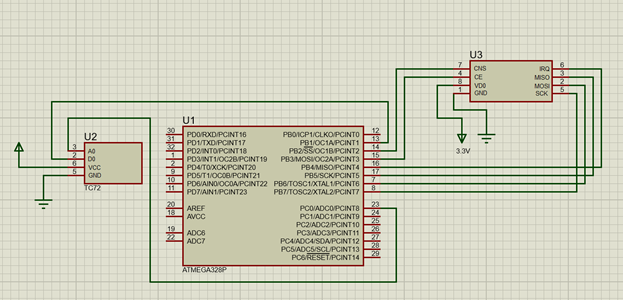 U3
7 CNS IRQ 6
4 CE MISO 3
8 VD0 MOSI 2
1 GND SCK 5
3.3V
U2
3 A0
2 D0
6 VCC
5 GND
TC72
U1
30 PD0/RXD/PCINT16 PB0/ICP1/CLKO/PCINT0 12
31 PD1/TXD/PCINT17 PB1/OC1A/PCINT1 13
32 PD2/INT0/PCINT18 PB2/SS/OC1B/PCINT2 14
1 PD3/INT1/OC2B/PCINT19 PB3/MOSI/OC2A/PCINT3 15
2 PD4/T0/XCK/PCINT20 PB4/MISO/PCINT4 16
9 PD5/T1/OC0B/PCINT21 PB5/SCK/PCINT5 17
10 PD6/AIN0/OC0A/PCINT22 PB6/TOSC1/XTAL1/PCINT6 7
11 PD7/AIN1/PCINT23 PB7/TOSC2/XTAL2/PCINT7 8
20 AREF PC0/ADC0/PCINT8 23
18 AVCC PC1/ADC1/PCINT9 24
PC2/ADC2/PCINT10 25
19 ADC6 PC3/ADC3/PCINT11 26
22 ADC7 PC4/ADC4/SDA/PCINT12 27
PC5/ADC5/SCL/PCINT13 28
PC6/RESET/PCINT14 29
ATMEGA328P